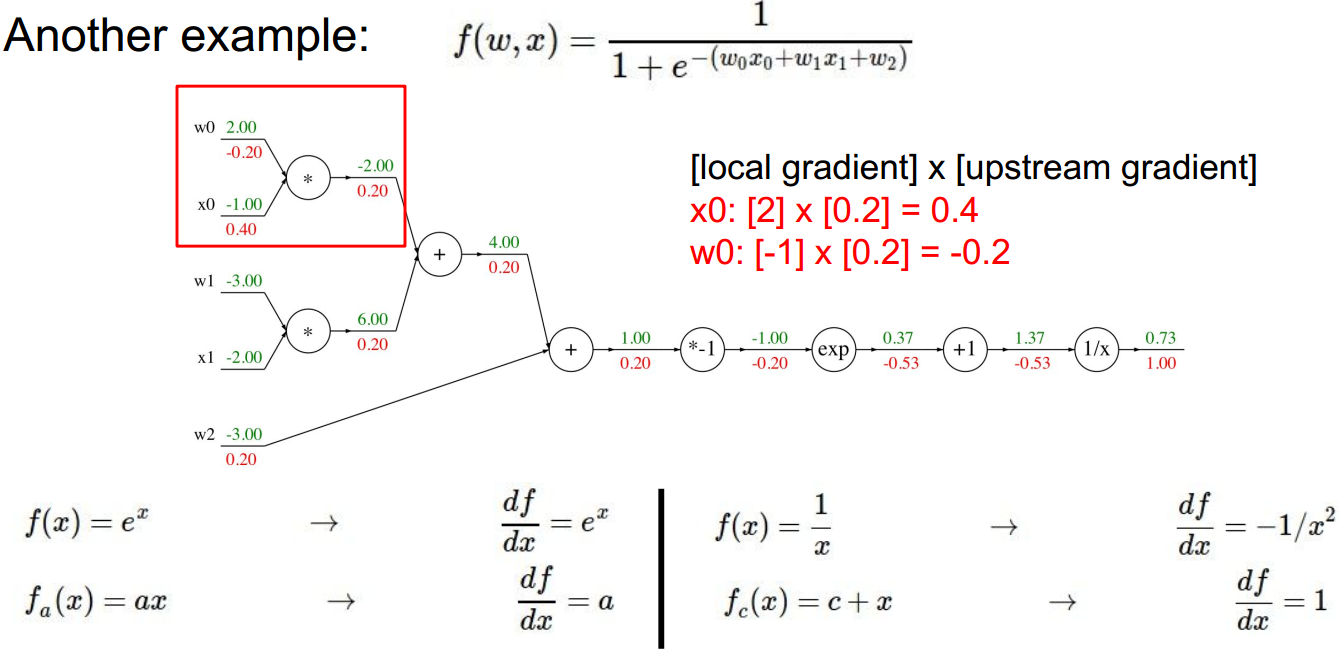 Another example:
f(w, x) = 1 / (1 + e^−(w₀x₀+w₁x₁+w₂))
w0 2.00
-0.20
*
-2.00
0.20
x0 -1.00
0.40
[local gradient] x [upstream gradient]
x0: [2] x [0.2] = 0.4
w0: [-1] x [0.2] = -0.2
+
4.00
0.20
w1 -3.00
*
6.00
0.20
x1 -2.00
+
1.00
0.20
*-1
-1.00
-0.20
exp
0.37
-0.53
+1
1.37
-0.53
1/x
0.73
1.00
w2 -3.00
0.20
f(x) = eˣ → df/dx = eˣ
f(x) = 1/x → df/dx = −1/x²
fₐ(x) = ax → df/dx = a
f_c(x) = c + x → df/dx = 1